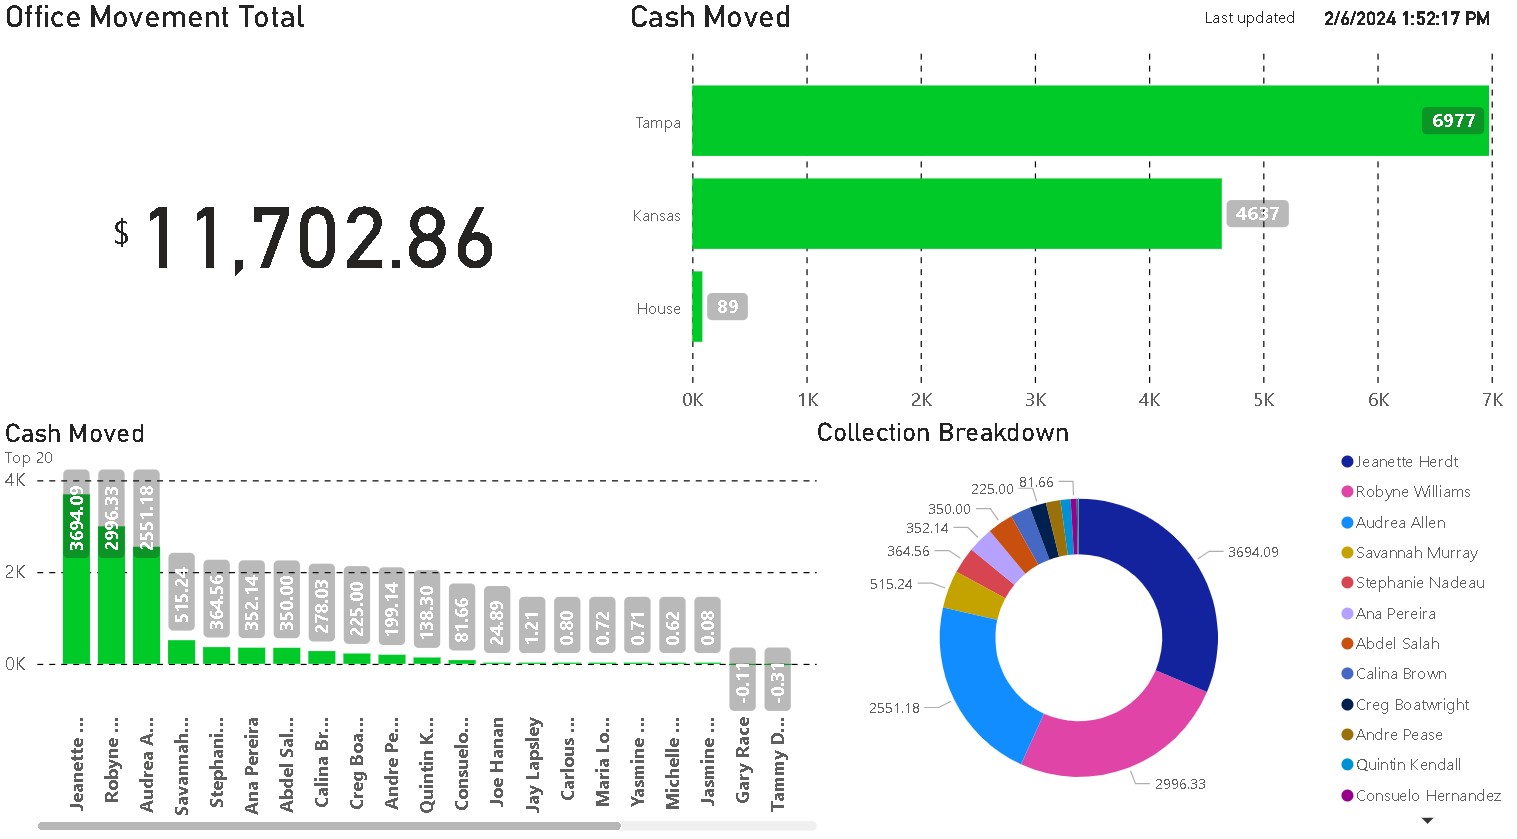 Office Movement Total
$ 11,702.86
Cash Moved
Last updated 2/6/2024 1:52:17 PM
Tampa 6977
Kansas 4637
House 89
0K 1K 2K 3K 4K 5K 6K 7K
Cash Moved
Top 20
4K
2K
0K
3694.09
2996.33
2551.18
515.24
364.56
352.14
350.00
278.03
225.00
199.14
138.30
81.66
24.89
1.21
0.80
0.72
0.71
0.62
0.08
-0.11
-0.31
Jeanette ...
Robyne ...
Audrea A...
Savannah...
Stephani...
Ana Pereira
Abdel Sal...
Calina Br...
Creg Boa...
Andre Pe...
Quintin K...
Consuelo...
Joe Hanan
Jay Lapsley
Carlous ...
Maria Lo...
Yasmine ...
Michelle ...
Jasmine ...
Gary Race
Tammy D...
Collection Breakdown
81.66
225.00
350.00
352.14
364.56
515.24
2551.18
3694.09
2996.33
Jeanette Herdt
Robyne Williams
Audrea Allen
Savannah Murray
Stephanie Nadeau
Ana Pereira
Abdel Salah
Calina Brown
Creg Boatwright
Andre Pease
Quintin Kendall
Consuelo Hernandez